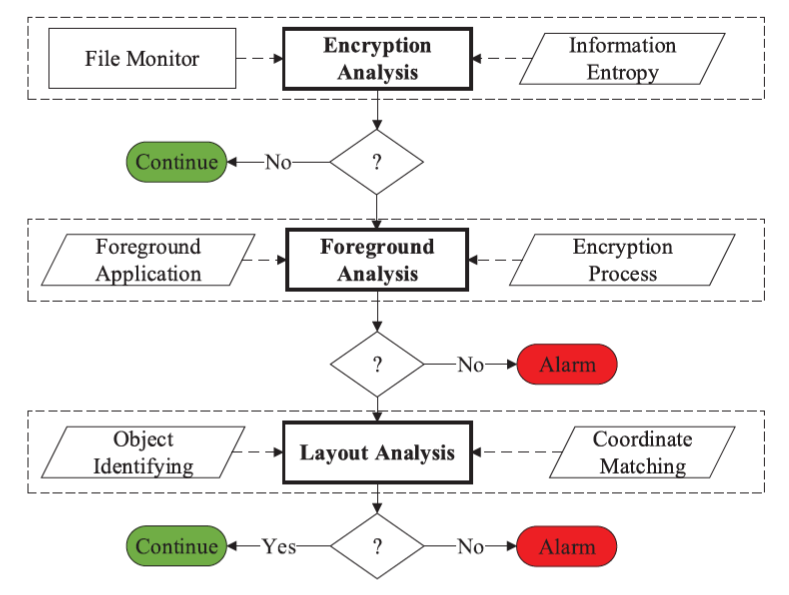 File Monitor
Encryption
Analysis
Information
Entropy
Continue
No
?
Foreground
Application
Foreground
Analysis
Encryption
Process
?
No
Alarm
Object
Identifying
Layout Analysis
Coordinate
Matching
Continue
Yes
?
No
Alarm